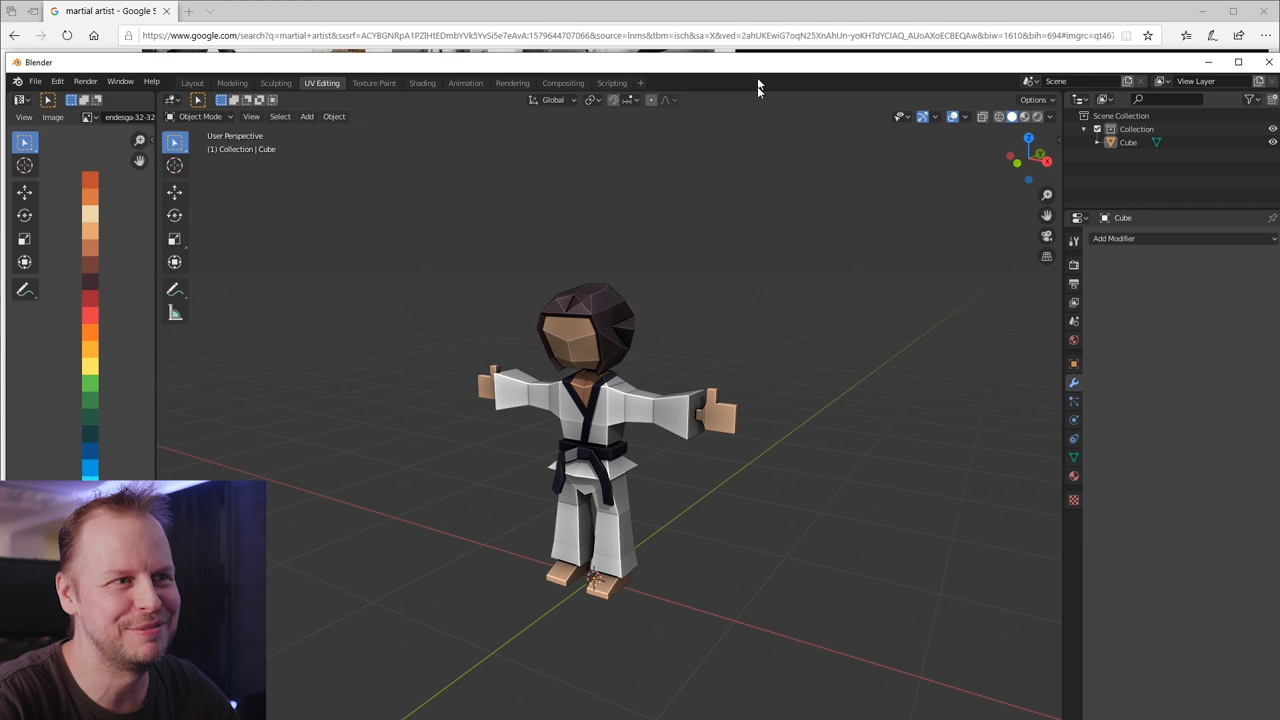 martial artist - Google S
https://www.google.com/search?q=martial+artist&sxsrf=ACYBGNRpA1PZlHtEDmbYVk5YvSi5e7eAvA:1579644707066&source=lnms&tbm=isch&sa=X&ved=2ahUKEwiG7oqN25XnAhUn-yoKHTdYCIAQ_AUoAXoECBEQAw&biw=1610&bih=694#imgrc=qt467
Blender
File Edit Render Window Help
Layout Modeling Sculpting UV Editing Texture Paint Shading Animation Rendering Compositing Scripting +
Scene
View Layer
Global
Options
View Image
endesga-32-32
Object Mode View Select Add Object
User Perspective
(1) Collection | Cube
Z
Y
X
Scene Collection
Collection
Cube
Cube
Add Modifier